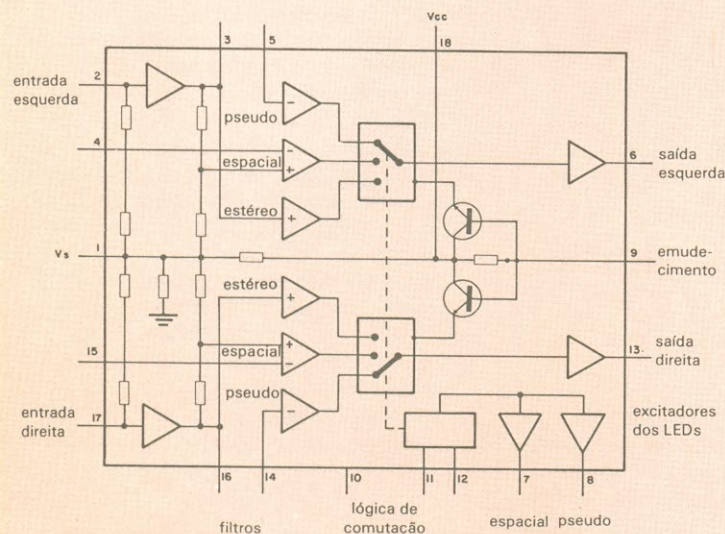 Vcc
3
5
18
entrada
esquerda
2
pseudo
-
4
espacial
-
+
6
saída
esquerda
estéreo
+
Vs
1
9
emude-
cimento
estéreo
+
15
espacial
+
-
13
saída
direita
pseudo
-
entrada
direita
17
excitadores
dos LEDs
16
14
10
11
12
7
8
filtros
lógica de
comutação
espacial
pseudo